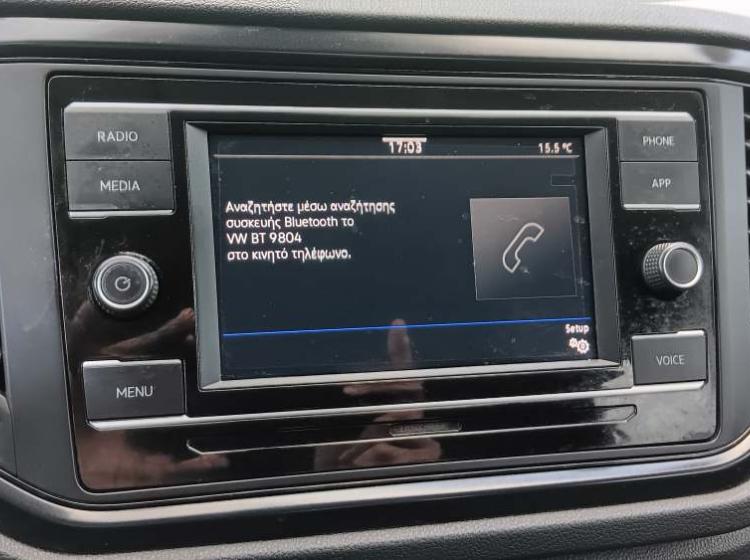 RADIO
MEDIA
MENU
17:03
15.5 °C
Αναζητήστε μέσω αναζήτησης
συσκευής Bluetooth το
VW BT 9804
στο κινητό τηλέφωνο.
Setup
PHONE
APP
VOICE